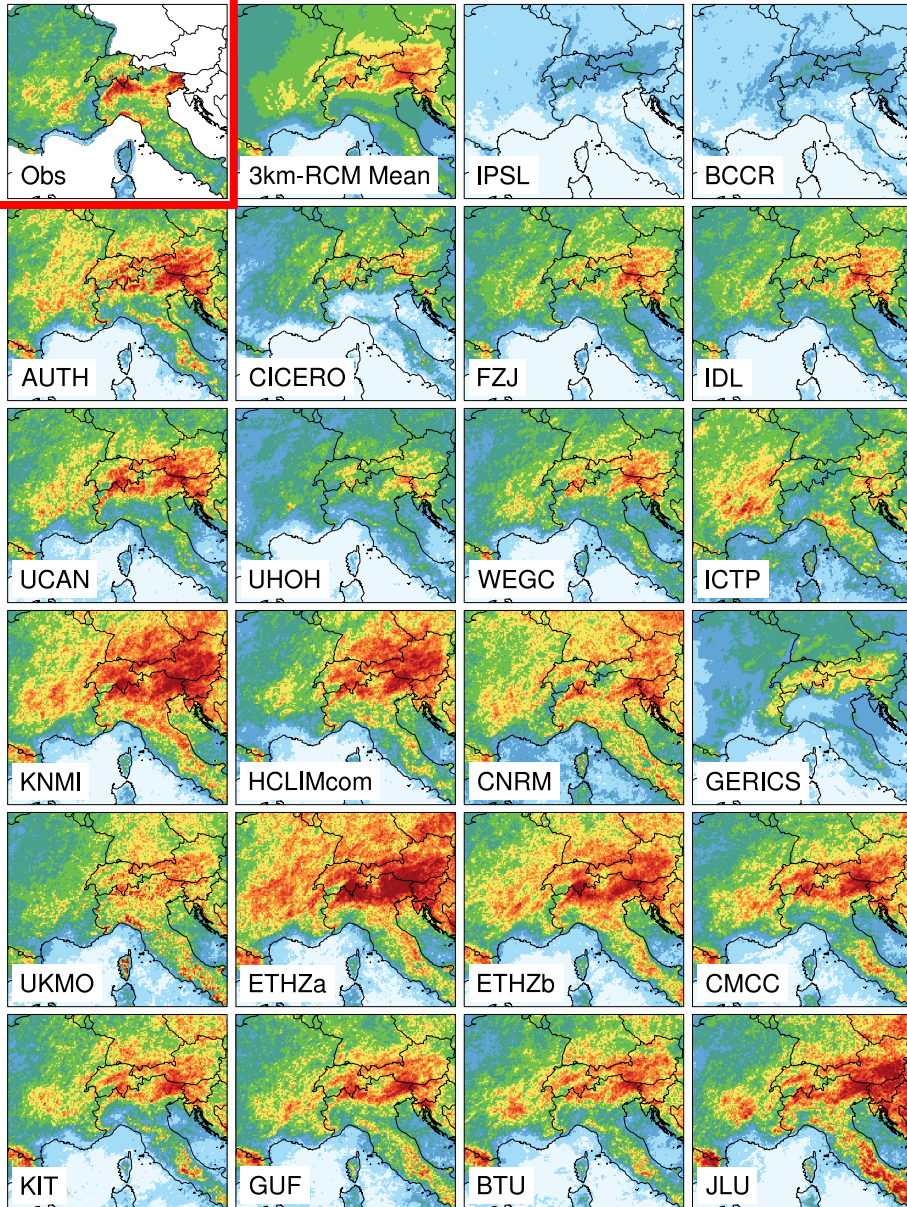 Obs
3km-RCM Mean
IPSL
BCCR
AUTH
CICERO
FZJ
IDL
UCAN
UHOH
WEGC
ICTP
KNMI
HCLIMcom
CNRM
GERICS
UKMO
ETHZa
ETHZb
CMCC
KIT
GUF
BTU
JLU